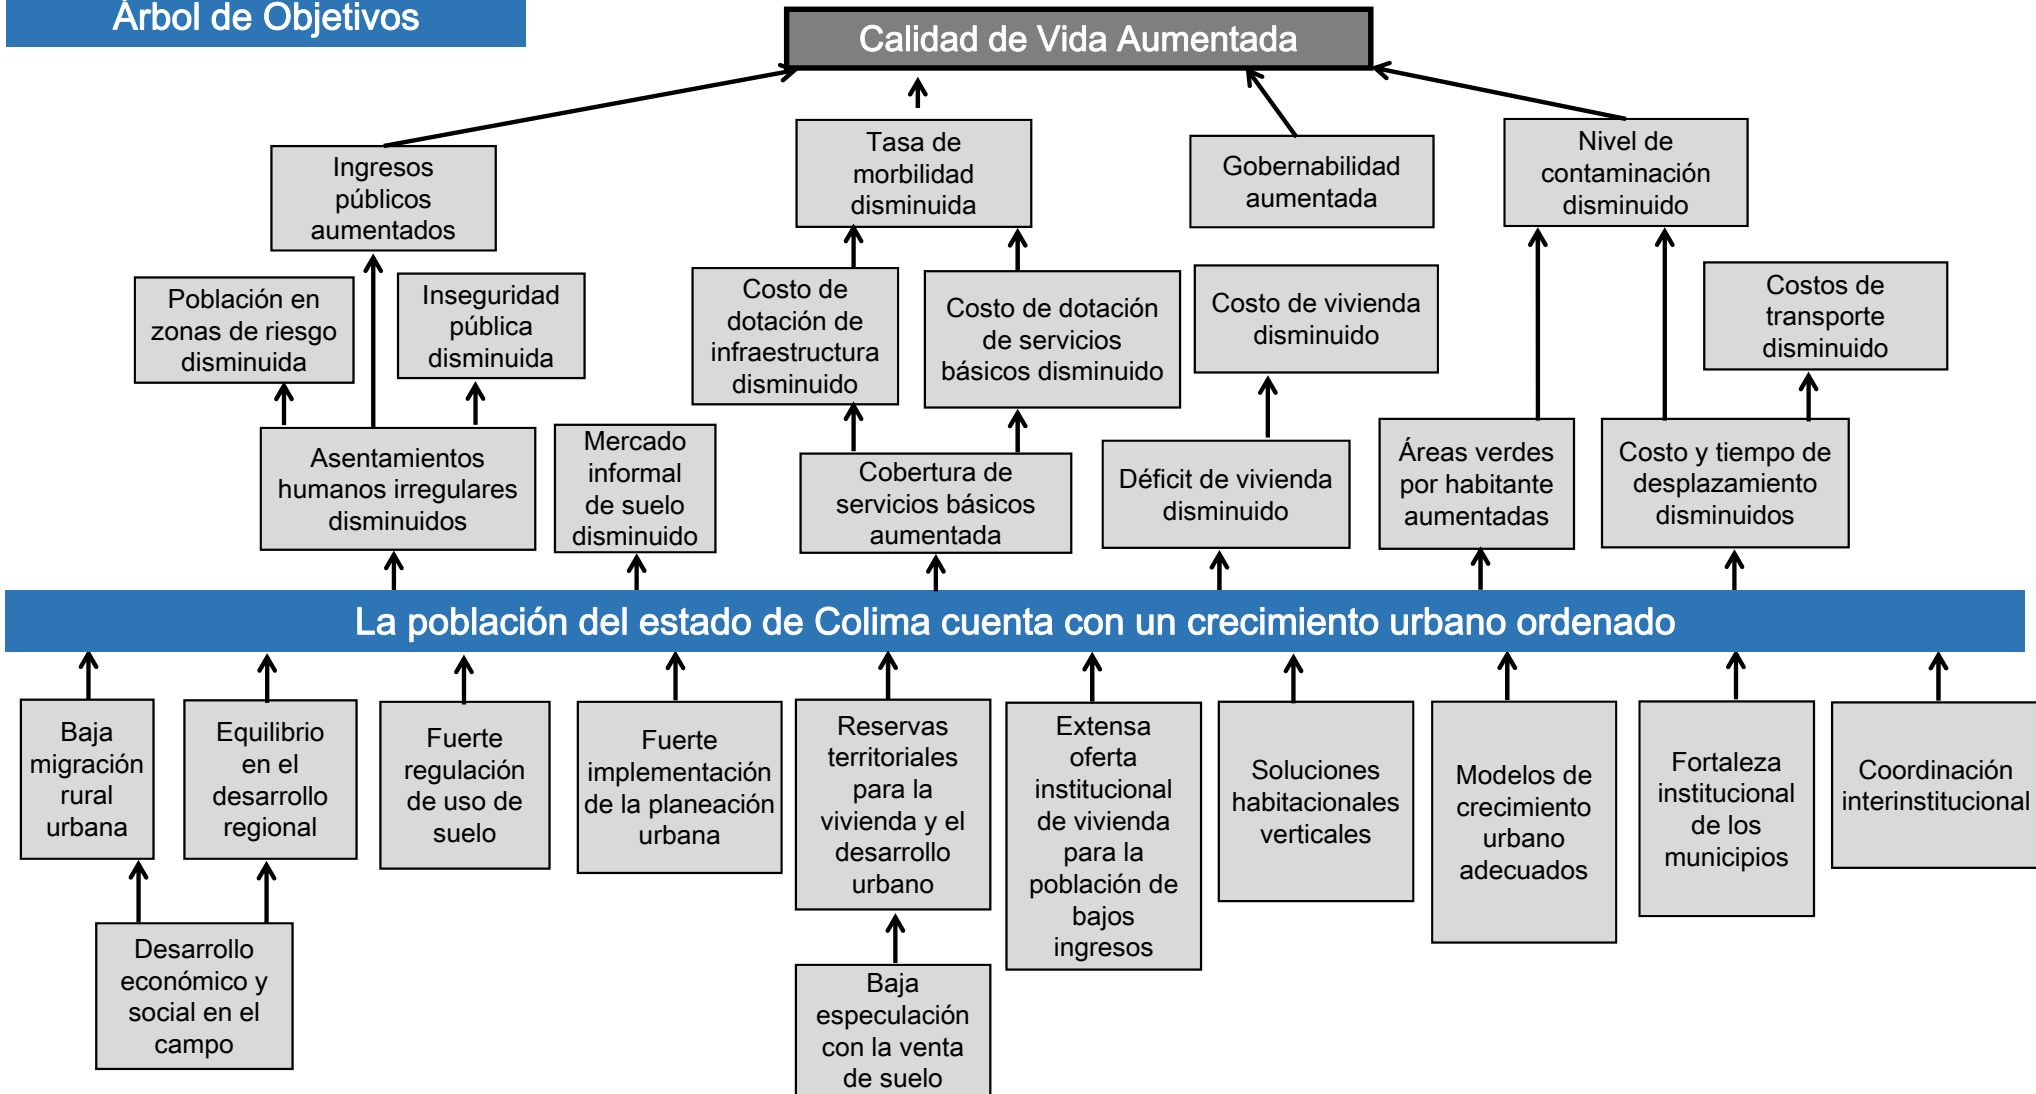 Árbol de Objetivos
Calidad de Vida Aumentada
Ingresos
públicos
aumentados
Tasa de
morbilidad
disminuida
Gobernabilidad
aumentada
Nivel de
contaminación
disminuido
Población en
zonas de riesgo
disminuida
Inseguridad
pública
disminuida
Costo de
dotación de
infraestructura
disminuido
Costo de dotación
de servicios
básicos disminuido
Costo de vivienda
disminuido
Costos de
transporte
disminuido
Asentamientos
humanos irregulares
disminuidos
Mercado
informal
de suelo
disminuido
Cobertura de
servicios básicos
aumentada
Déficit de vivienda
disminuido
Áreas verdes
por habitante
aumentadas
Costo y tiempo de
desplazamiento
disminuidos
La población del estado de Colima cuenta con un crecimiento urbano ordenado
Baja
migración
rural
urbana
Equilibrio
en el
desarrollo
regional
Fuerte
regulación
de uso de
suelo
Fuerte
implementación
de la planeación
urbana
Reservas
territoriales
para la
vivienda y el
desarrollo
urbano
Extensa
oferta
institucional
de vivienda
para la
población de
bajos
ingresos
Soluciones
habitacionales
verticales
Modelos de
crecimiento
urbano
adecuados
Fortaleza
institucional
de los
municipios
Coordinación
interinstitucional
Desarrollo
económico y
social en el
campo
Baja
especulación
con la venta
de suelo